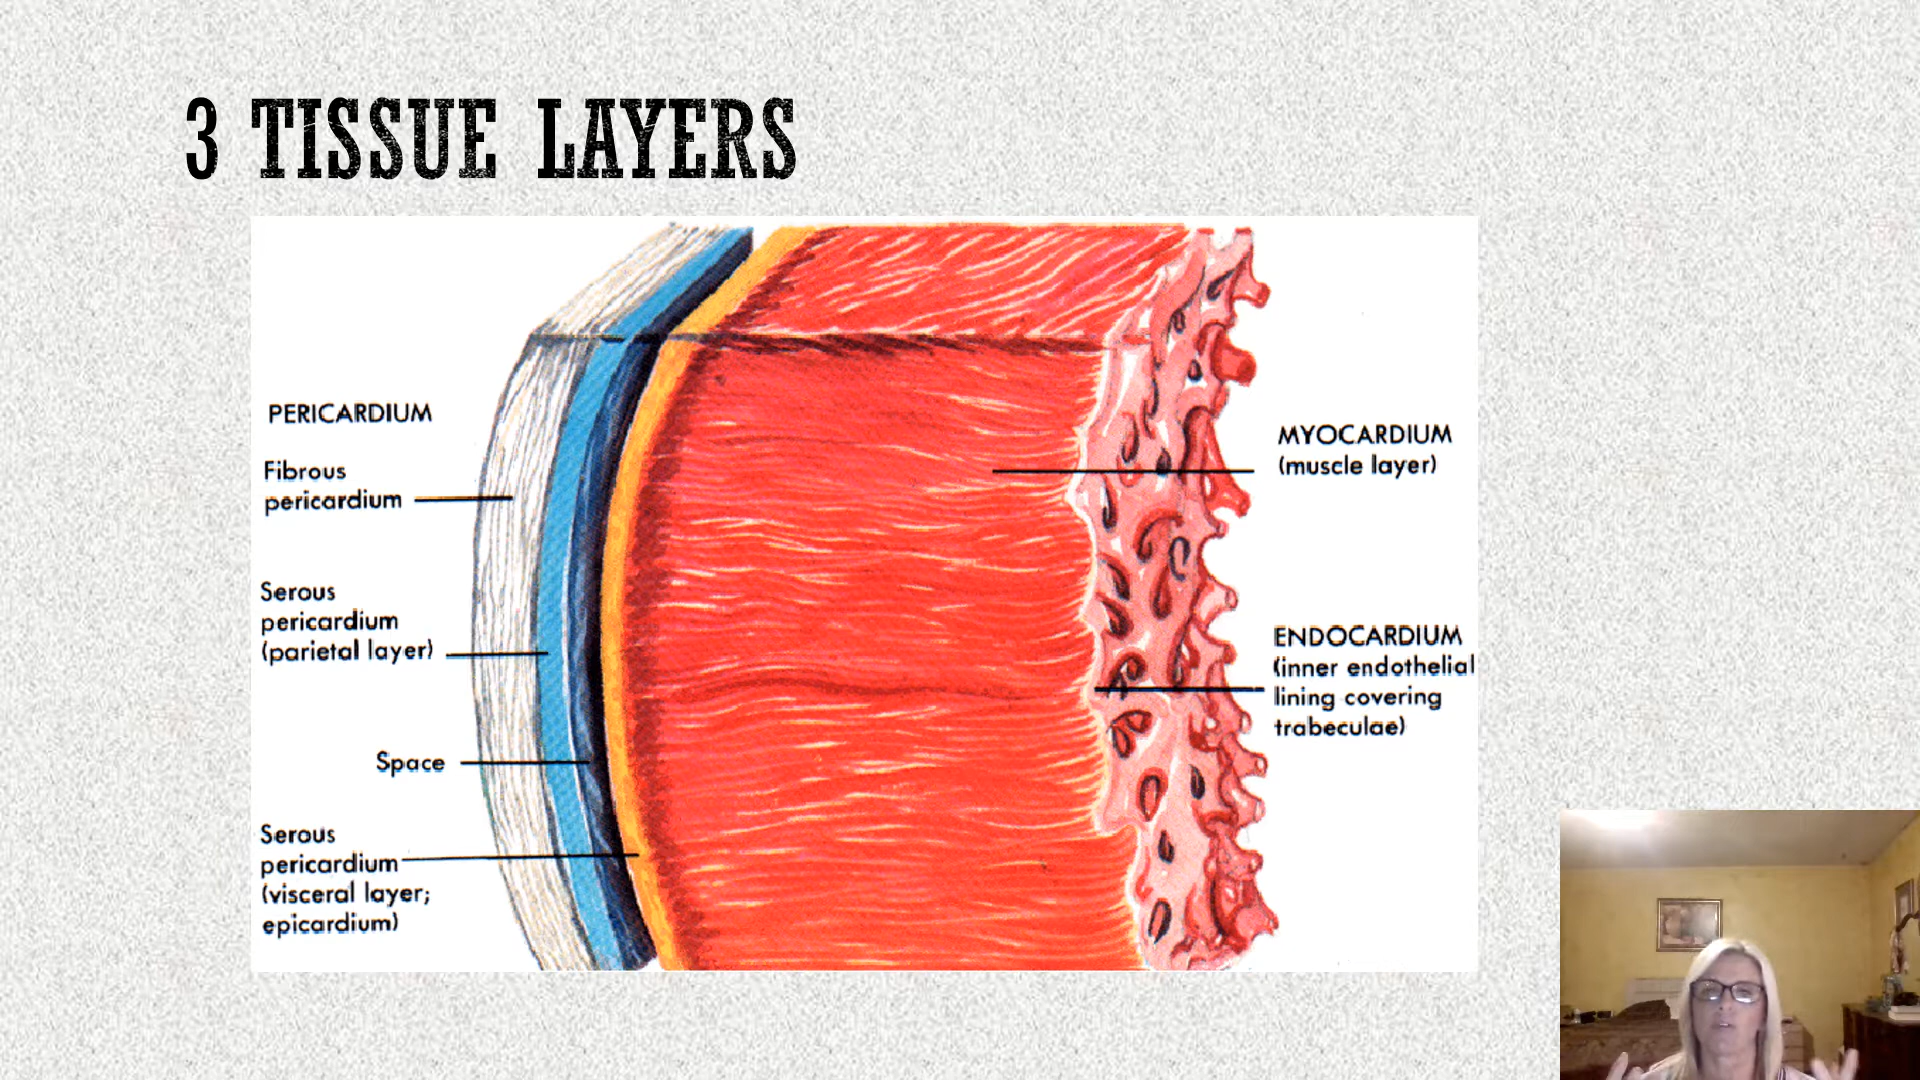 3 TISSUE LAYERS
PERICARDIUM
Fibrous
pericardium
Serous
pericardium
(parietal layer)
Space
Serous
pericardium
(visceral layer;
epicardium)
MYOCARDIUM
(muscle layer)
ENDOCARDIUM
(inner endothelial
lining covering
trabeculae)